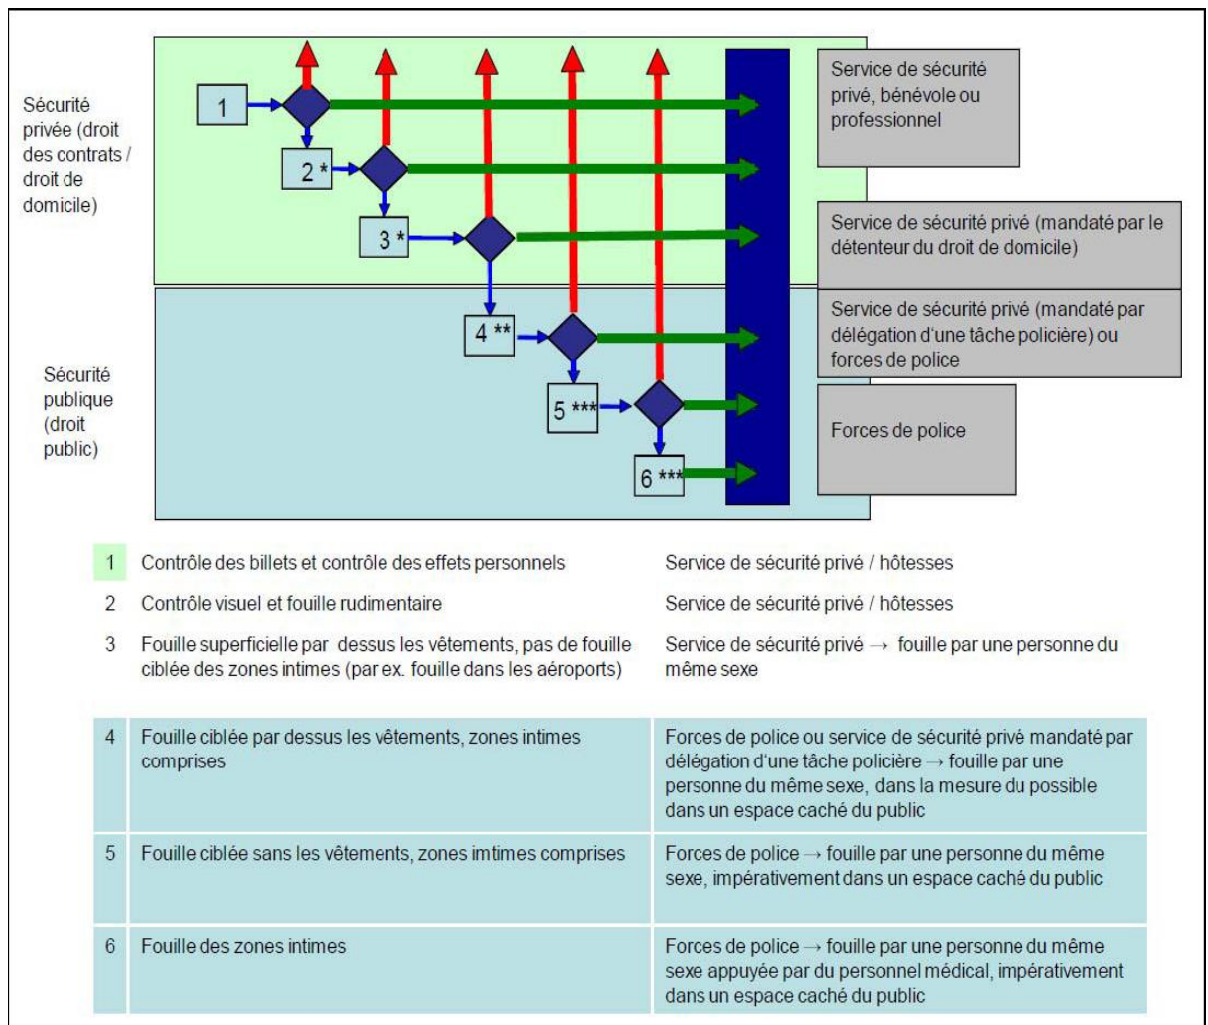 Sécurité
privée (droit
des contrats /
droit de
domicile)
1
2 *
3 *
Service de sécurité
privé, bénévole ou
professionnel
Service de sécurité privé (mandaté par le
détenteur du droit de domicile)
Sécurité
publique
(droit
public)
4 **
5 ***
6 ***
Service de sécurité privé (mandaté par
délégation d'une tâche policière) ou
forces de police
Forces de police
1 Contrôle des billets et contrôle des effets personnels Service de sécurité privé / hôtesses
2 Contrôle visuel et fouille rudimentaire Service de sécurité privé / hôtesses
3 Fouille superficielle par dessus les vêtements, pas de fouille
ciblée des zones intimes (par ex. fouille dans les aéroports)
Service de sécurité privé → fouille par une personne du
même sexe
4 Fouille ciblée par dessus les vêtements, zones intimes
comprises
Forces de police ou service de sécurité privé mandaté par
délégation d'une tâche policière → fouille par une
personne du même sexe, dans la mesure du possible
dans un espace caché du public
5 Fouille ciblée sans les vêtements, zones imtimes comprises
Forces de police → fouille par une personne du même
sexe, impérativement dans un espace caché du public
6 Fouille des zones intimes
Forces de police → fouille par une personne du même
sexe appuyée par du personnel médical, impérativement
dans un espace caché du public